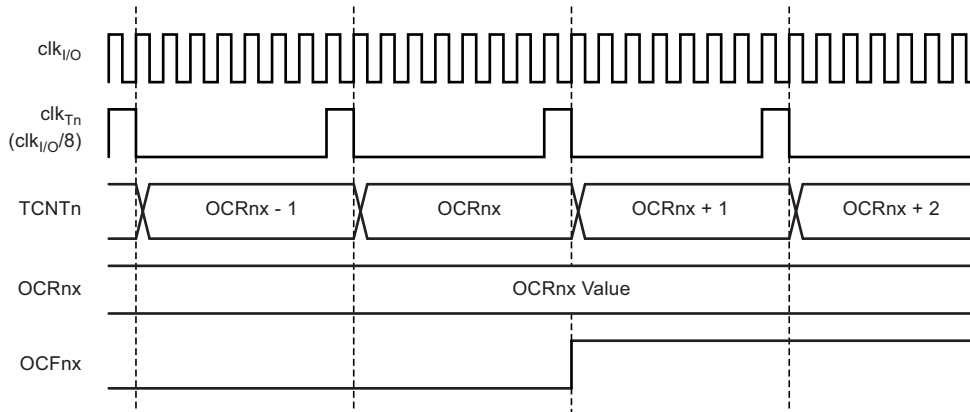 clkI/O
clkTn
(clkI/O/8)
TCNTn
OCRnx - 1
OCRnx
OCRnx + 1
OCRnx + 2
OCRnx
OCRnx Value
OCFnx